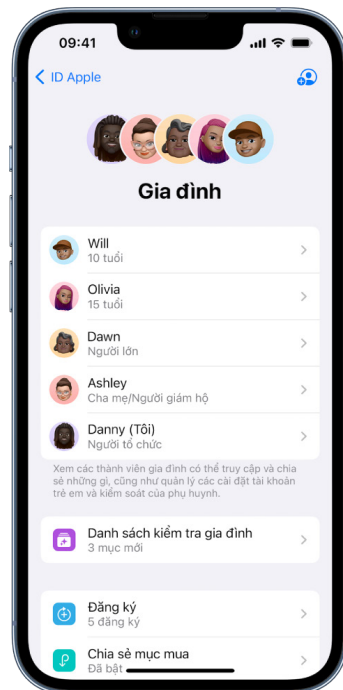 09:41
ID Apple
Gia đình
Will
10 tuổi
Olivia
15 tuổi
Dawn
Người lớn
Ashley
Cha mẹ/Người giám hộ
Danny (Tôi)
Người tổ chức
Xem các thành viên gia đình có thể truy cập và chia
sẻ những gì, cũng như quản lý các cài đặt tài khoản
trẻ em và kiểm soát của phụ huynh.
Danh sách kiểm tra gia đình
3 mục mới
Đăng ký
5 đăng ký
Chia sẻ mục mua
Đã bật